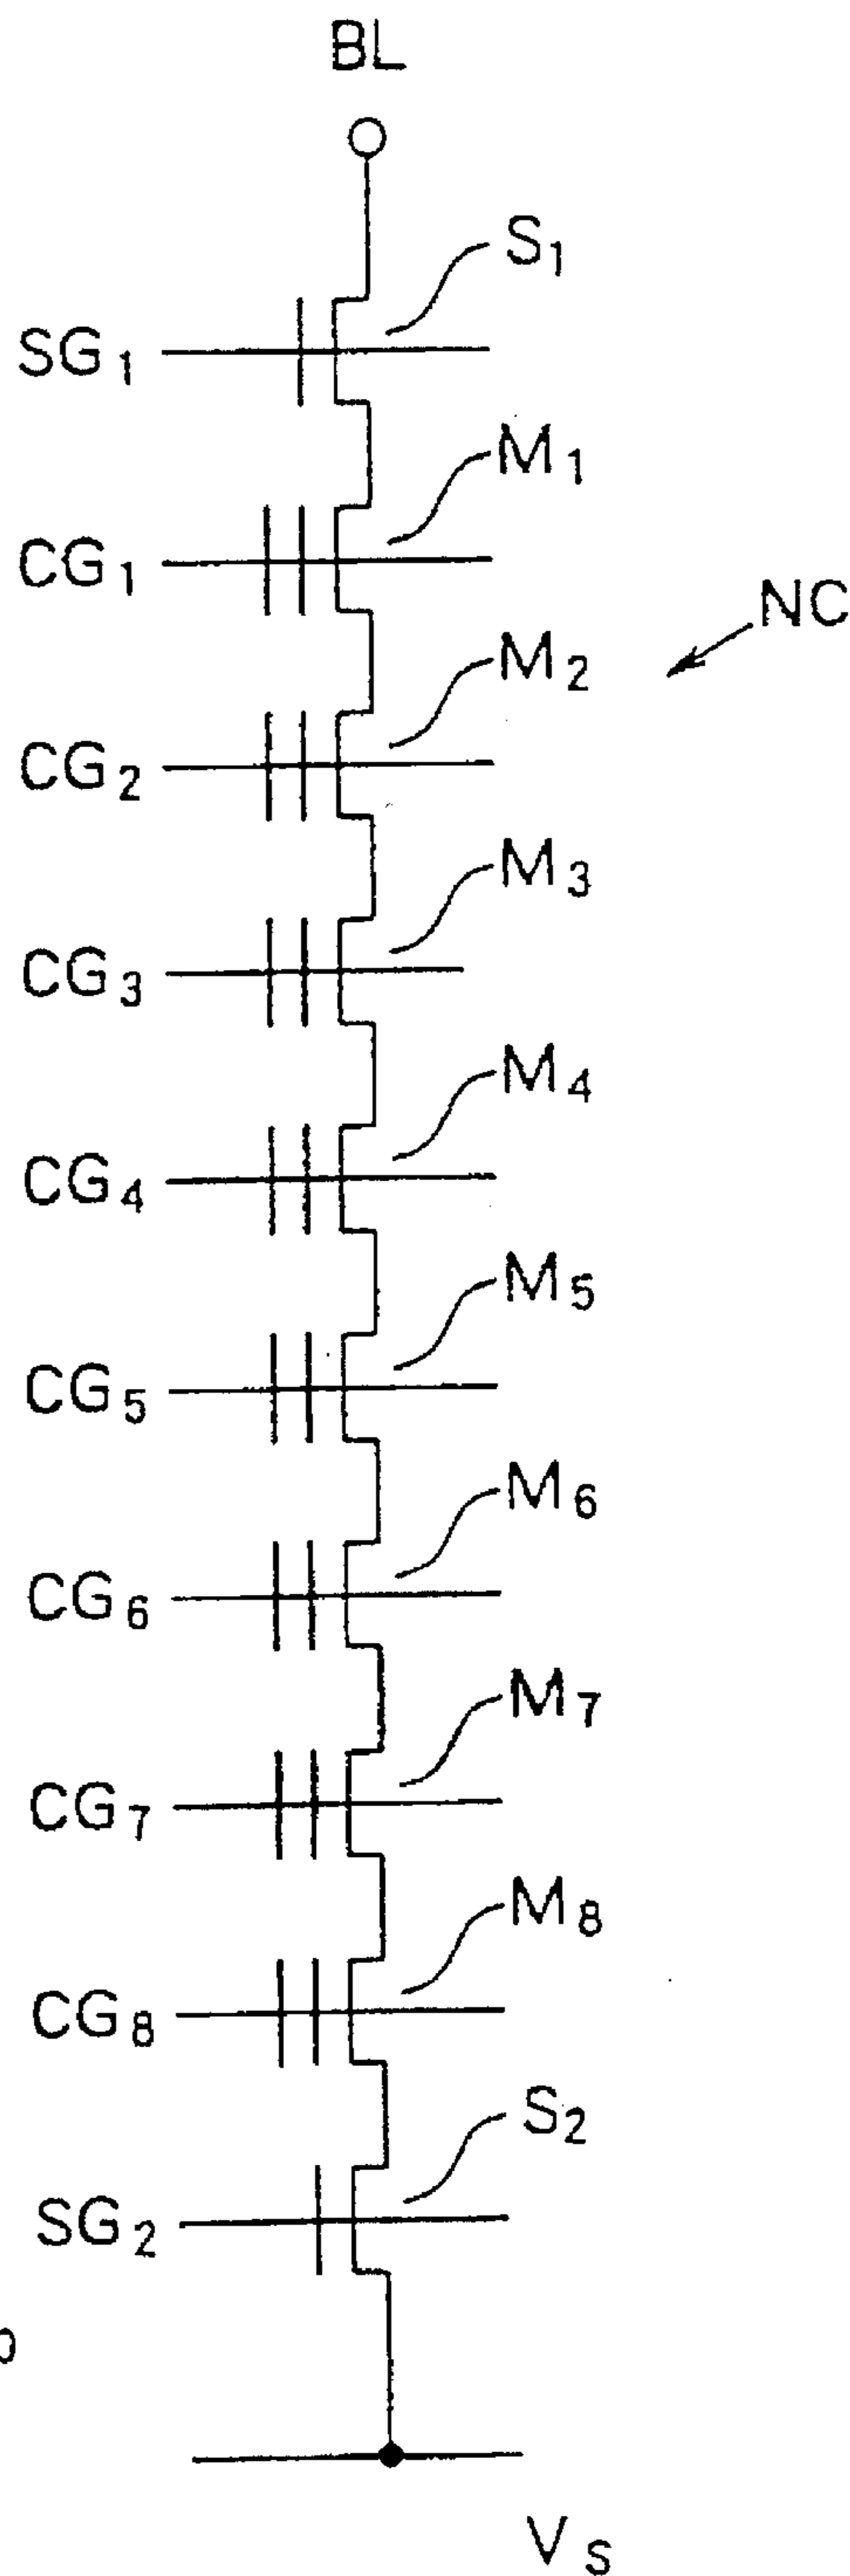 BL
S₁
SG₁
M₁
CG₁
NC
M₂
CG₂
M₃
CG₃
M₄
CG₄
M₅
CG₅
M₆
CG₆
M₇
CG₇
M₈
CG₈
S₂
SG₂
Vₛ